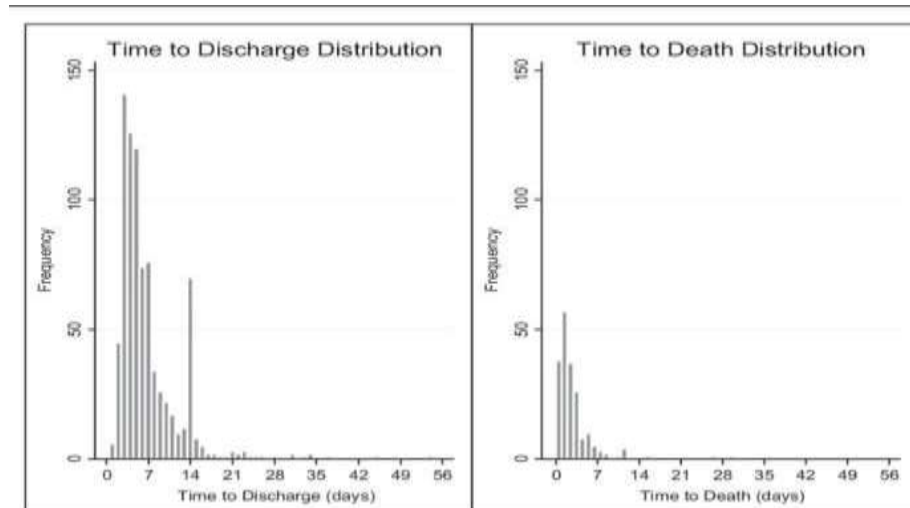 Time to Discharge Distribution
150
100
50
0
Frequency
0 7 14 21 28 35 42 49 56
Time to Discharge (days)
Time to Death Distribution
150
100
50
0
Frequency
0 7 14 21 28 35 42 49 56
Time to Death (days)